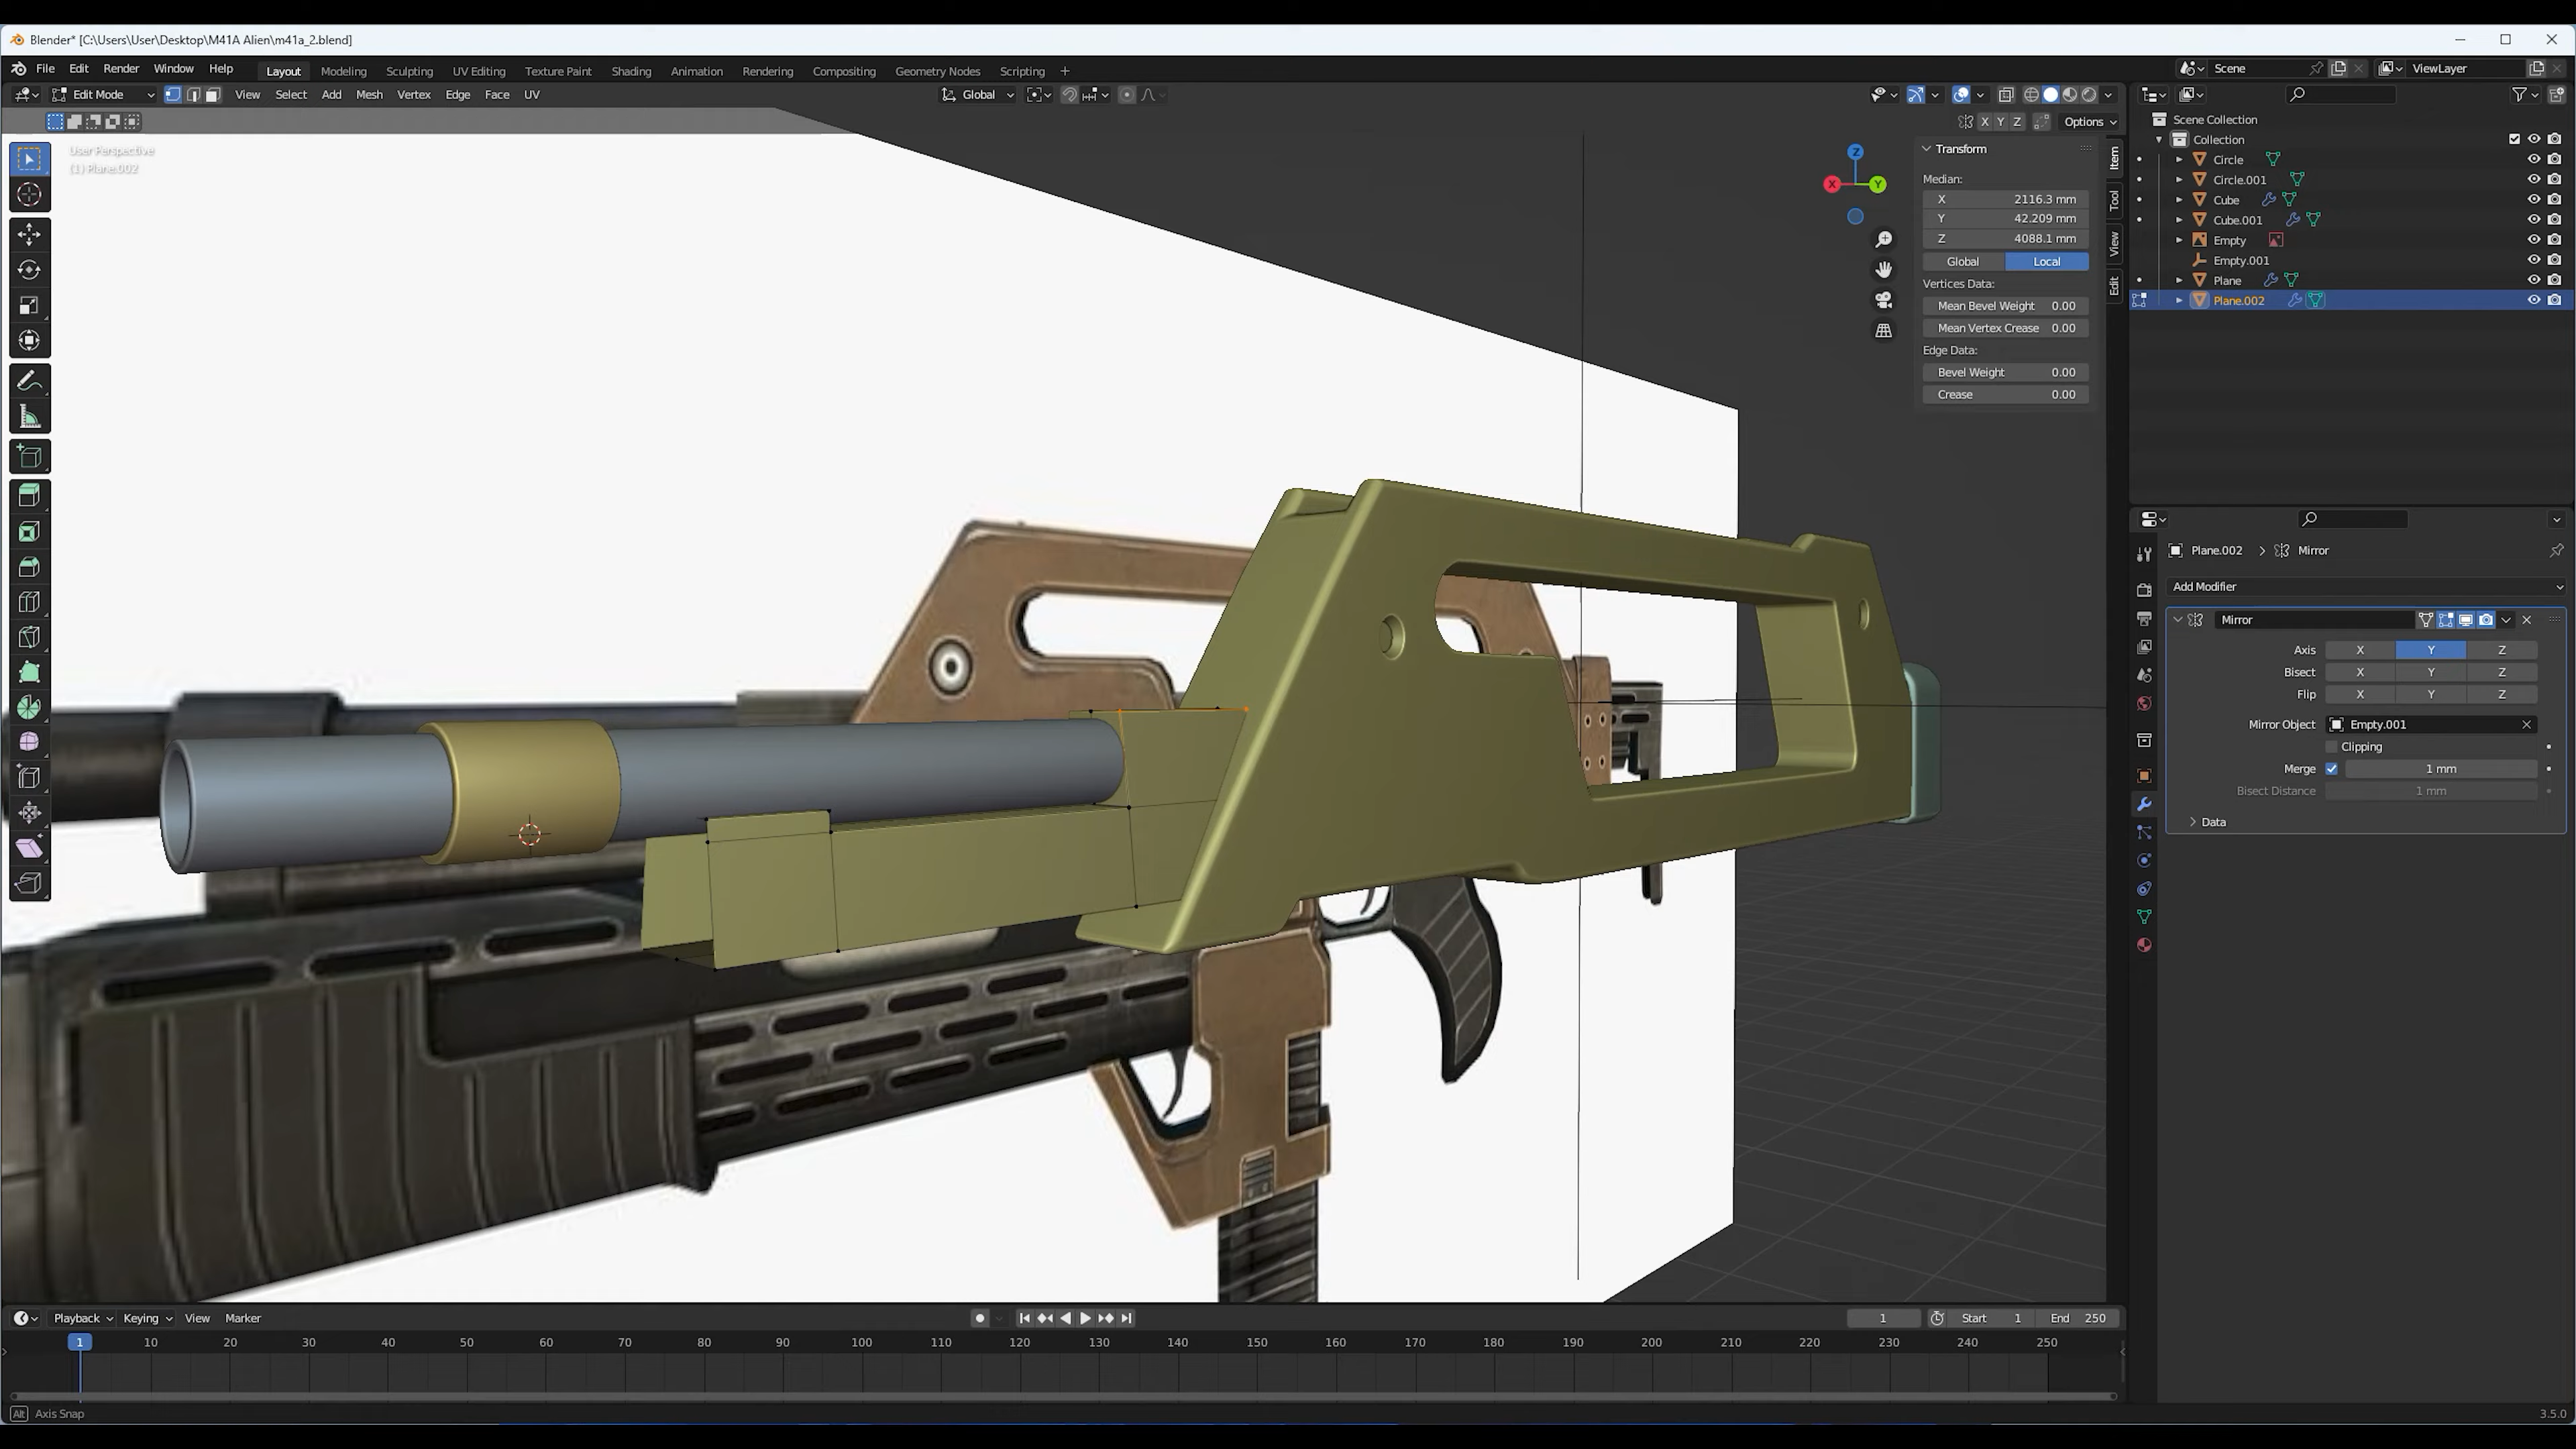 Blender* [C:\Users\User\Desktop\M41A Alien\m41a_2.blend]
File Edit Render Window Help Layout Modeling Sculpting UV Editing Texture Paint Shading Animation Rendering Compositing Geometry Nodes Scripting + Scene ViewLayer
Edit Mode View Select Add Mesh Vertex Edge Face UV Global
X Y Z Options
User Perspective
(1) Plane.002
Z
X
Y
Transform
Median:
X 2116.3 mm
Y 42.209 mm
Z 4088.1 mm
Global Local
Vertices Data:
Mean Bevel Weight 0.00
Mean Vertex Crease 0.00
Edge Data:
Bevel Weight 0.00
Crease 0.00
Item
Tool
View
Edit
Scene Collection
Collection
Circle
Circle.001
Cube
Cube.001
Empty
Empty.001
Plane
Plane.002
Plane.002 > Mirror
Add Modifier
Mirror
Axis X Y Z
Bisect X Y Z
Flip X Y Z
Mirror Object Empty.001
Clipping
Merge 1 mm
Bisect Distance 1 mm
Data
Playback Keying View Marker 1 Start 1 End 250
1 10 20 30 40 50 60 70 80 90 100 110 120 130 140 150 160 170 180 190 200 210 220 230 240 250
Alt Axis Snap 3.5.0